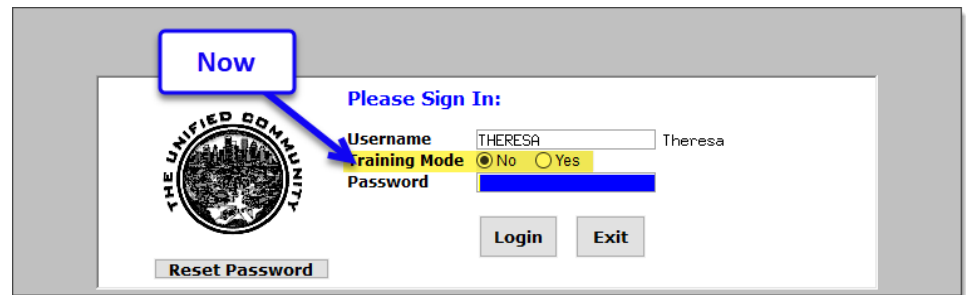 Now
Please Sign In:
THE UNIFIED COMMUNITY
Username THERESA Theresa
Training Mode No Yes
Password
Login Exit
Reset Password